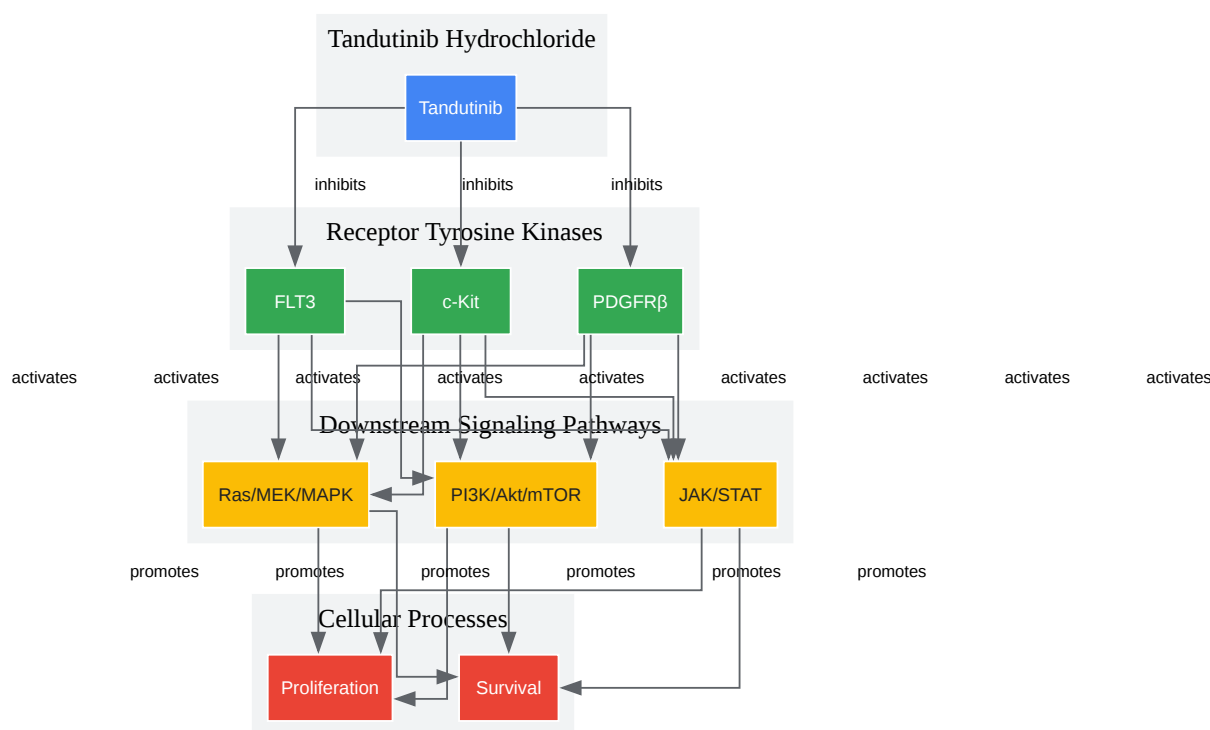 Tandutinib Hydrochloride
Tandutinib
inhibits inhibits inhibits
Receptor Tyrosine Kinases
FLT3 c-Kit PDGFRβ
activates activates activates activates activates activates activates activates activates
Downstream Signaling Pathways
Ras/MEK/MAPK PI3K/Akt/mTOR JAK/STAT
promotes promotes promotes promotes promotes promotes
Cellular Processes
Proliferation Survival